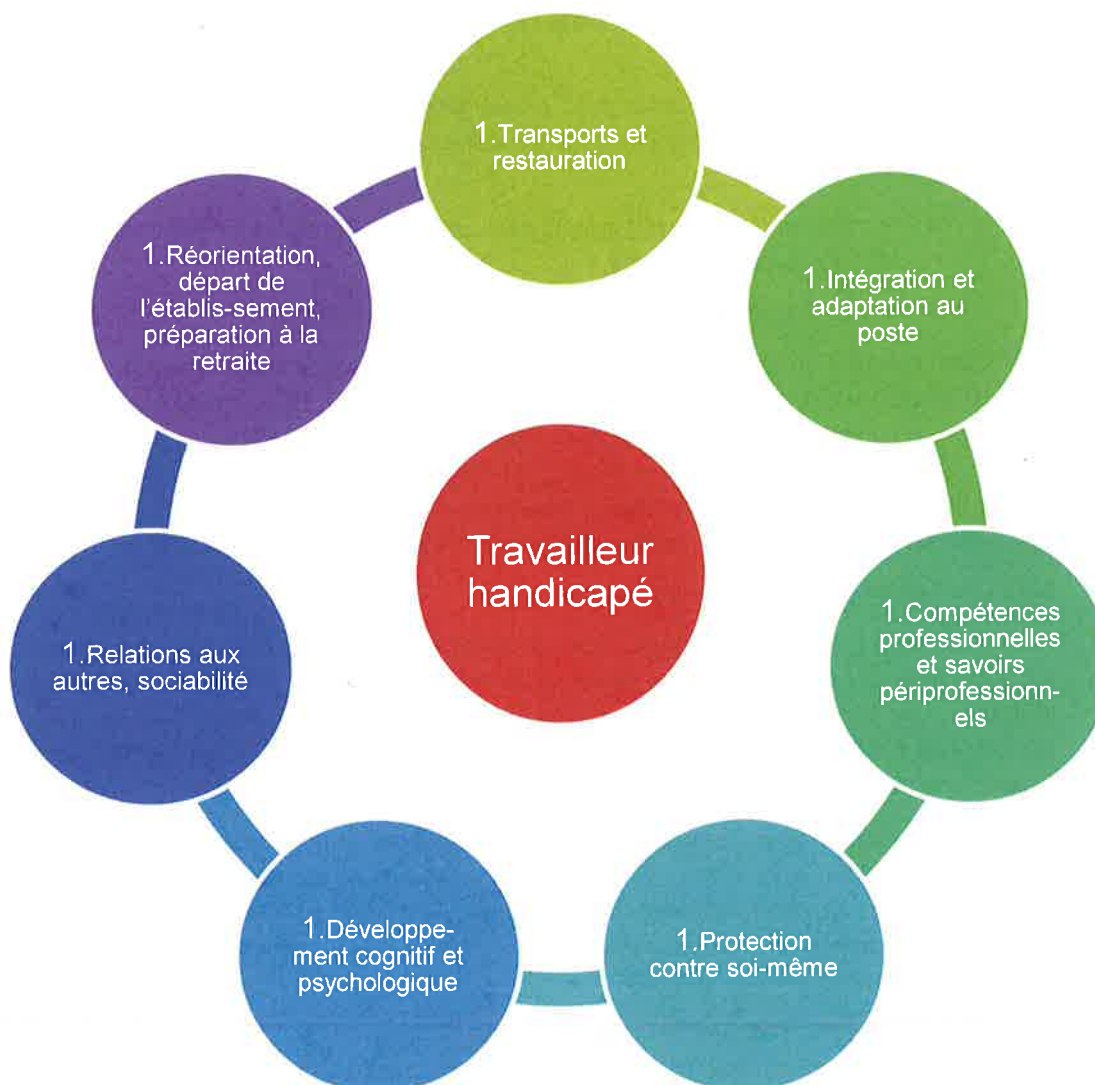 1.Transports et
restauration
1.Intégration et
adaptation au
poste
1.Compétences
professionnelles
et savoirs
périprofessionn-
els
1.Protection
contre soi-même
1.Développe-
ment cognitif et
psychologique
1.Relations aux
autres, sociabilité
1.Réorientation,
départ de
l'établis-sement,
préparation à la
retraite
Travailleur
handicapé